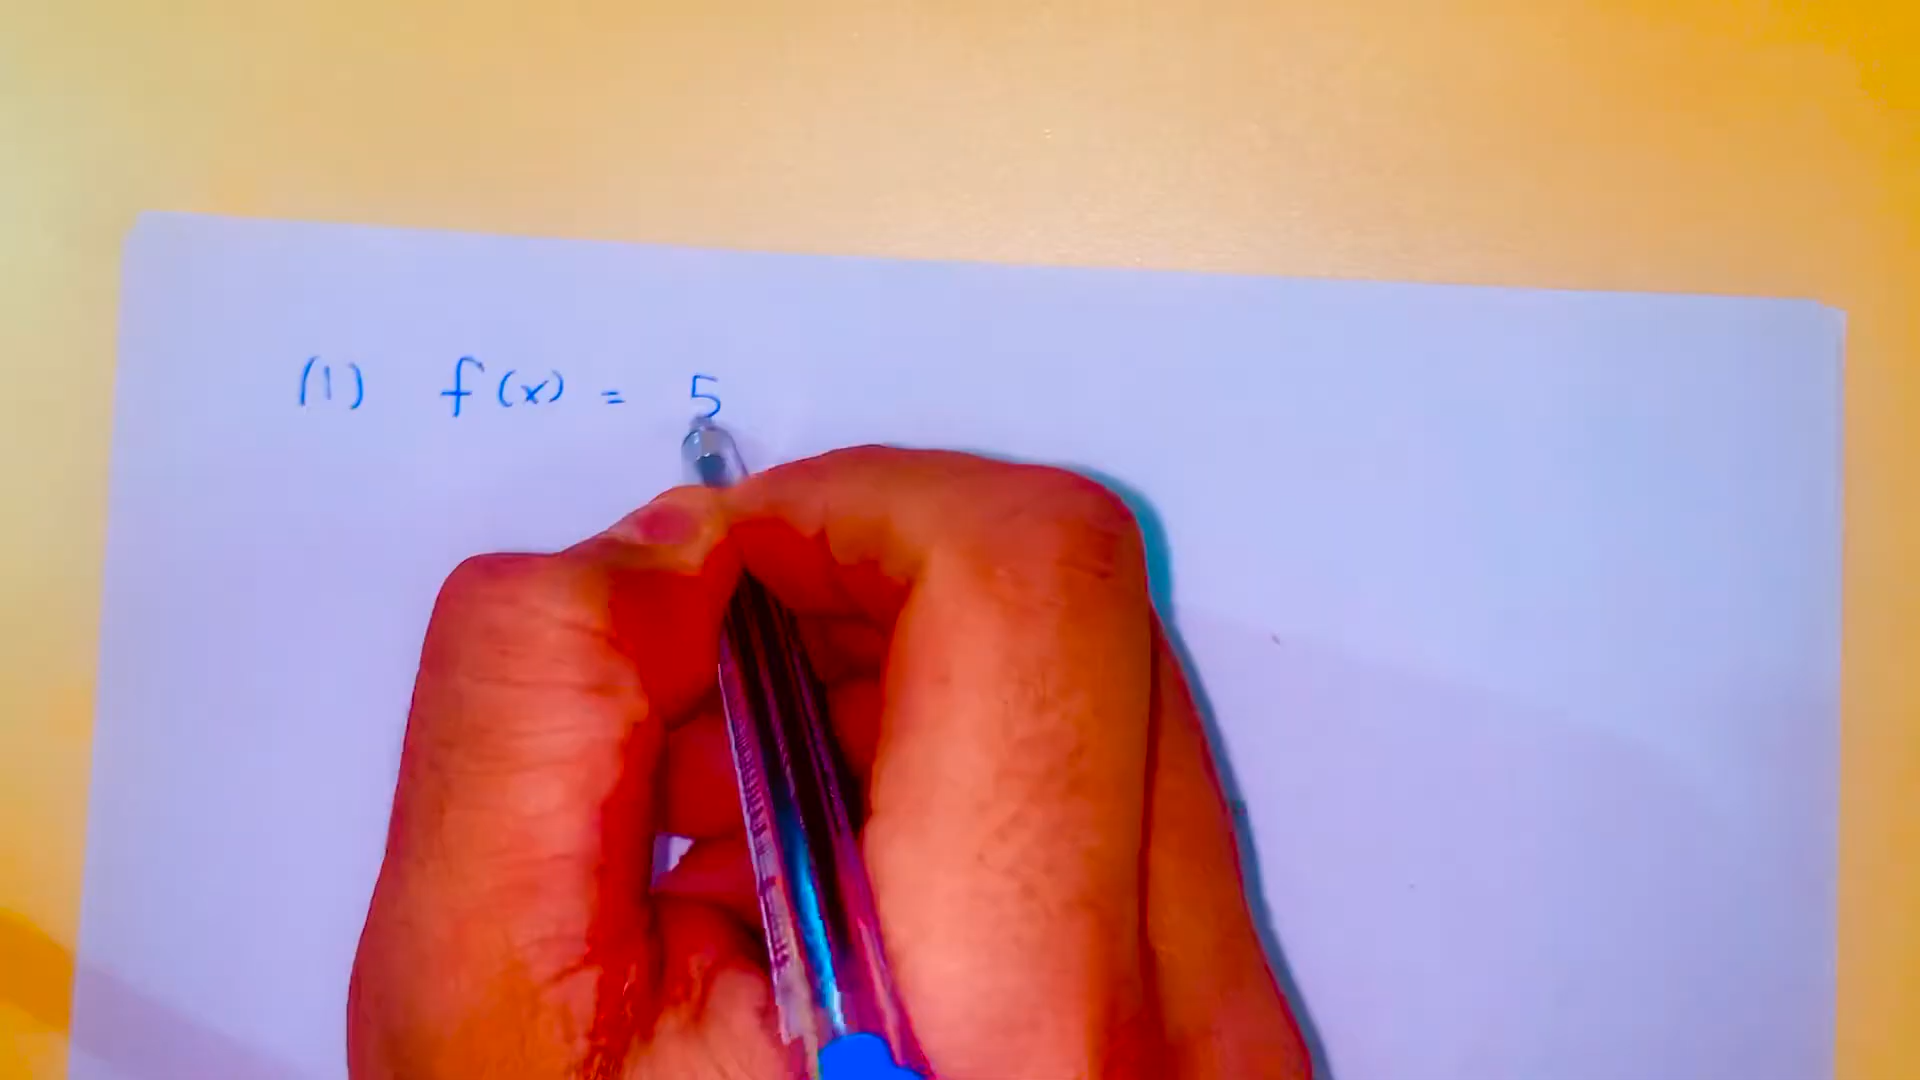 (1) f(x) = 5